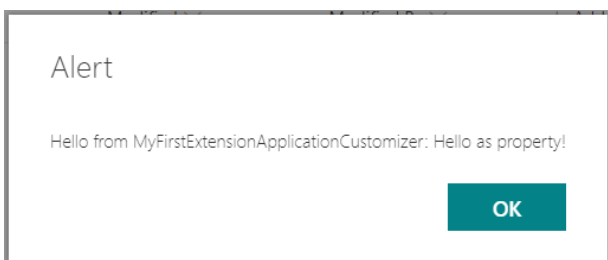 Alert
Hello from MyFirstExtensionApplicationCustomizer: Hello as property!
OK